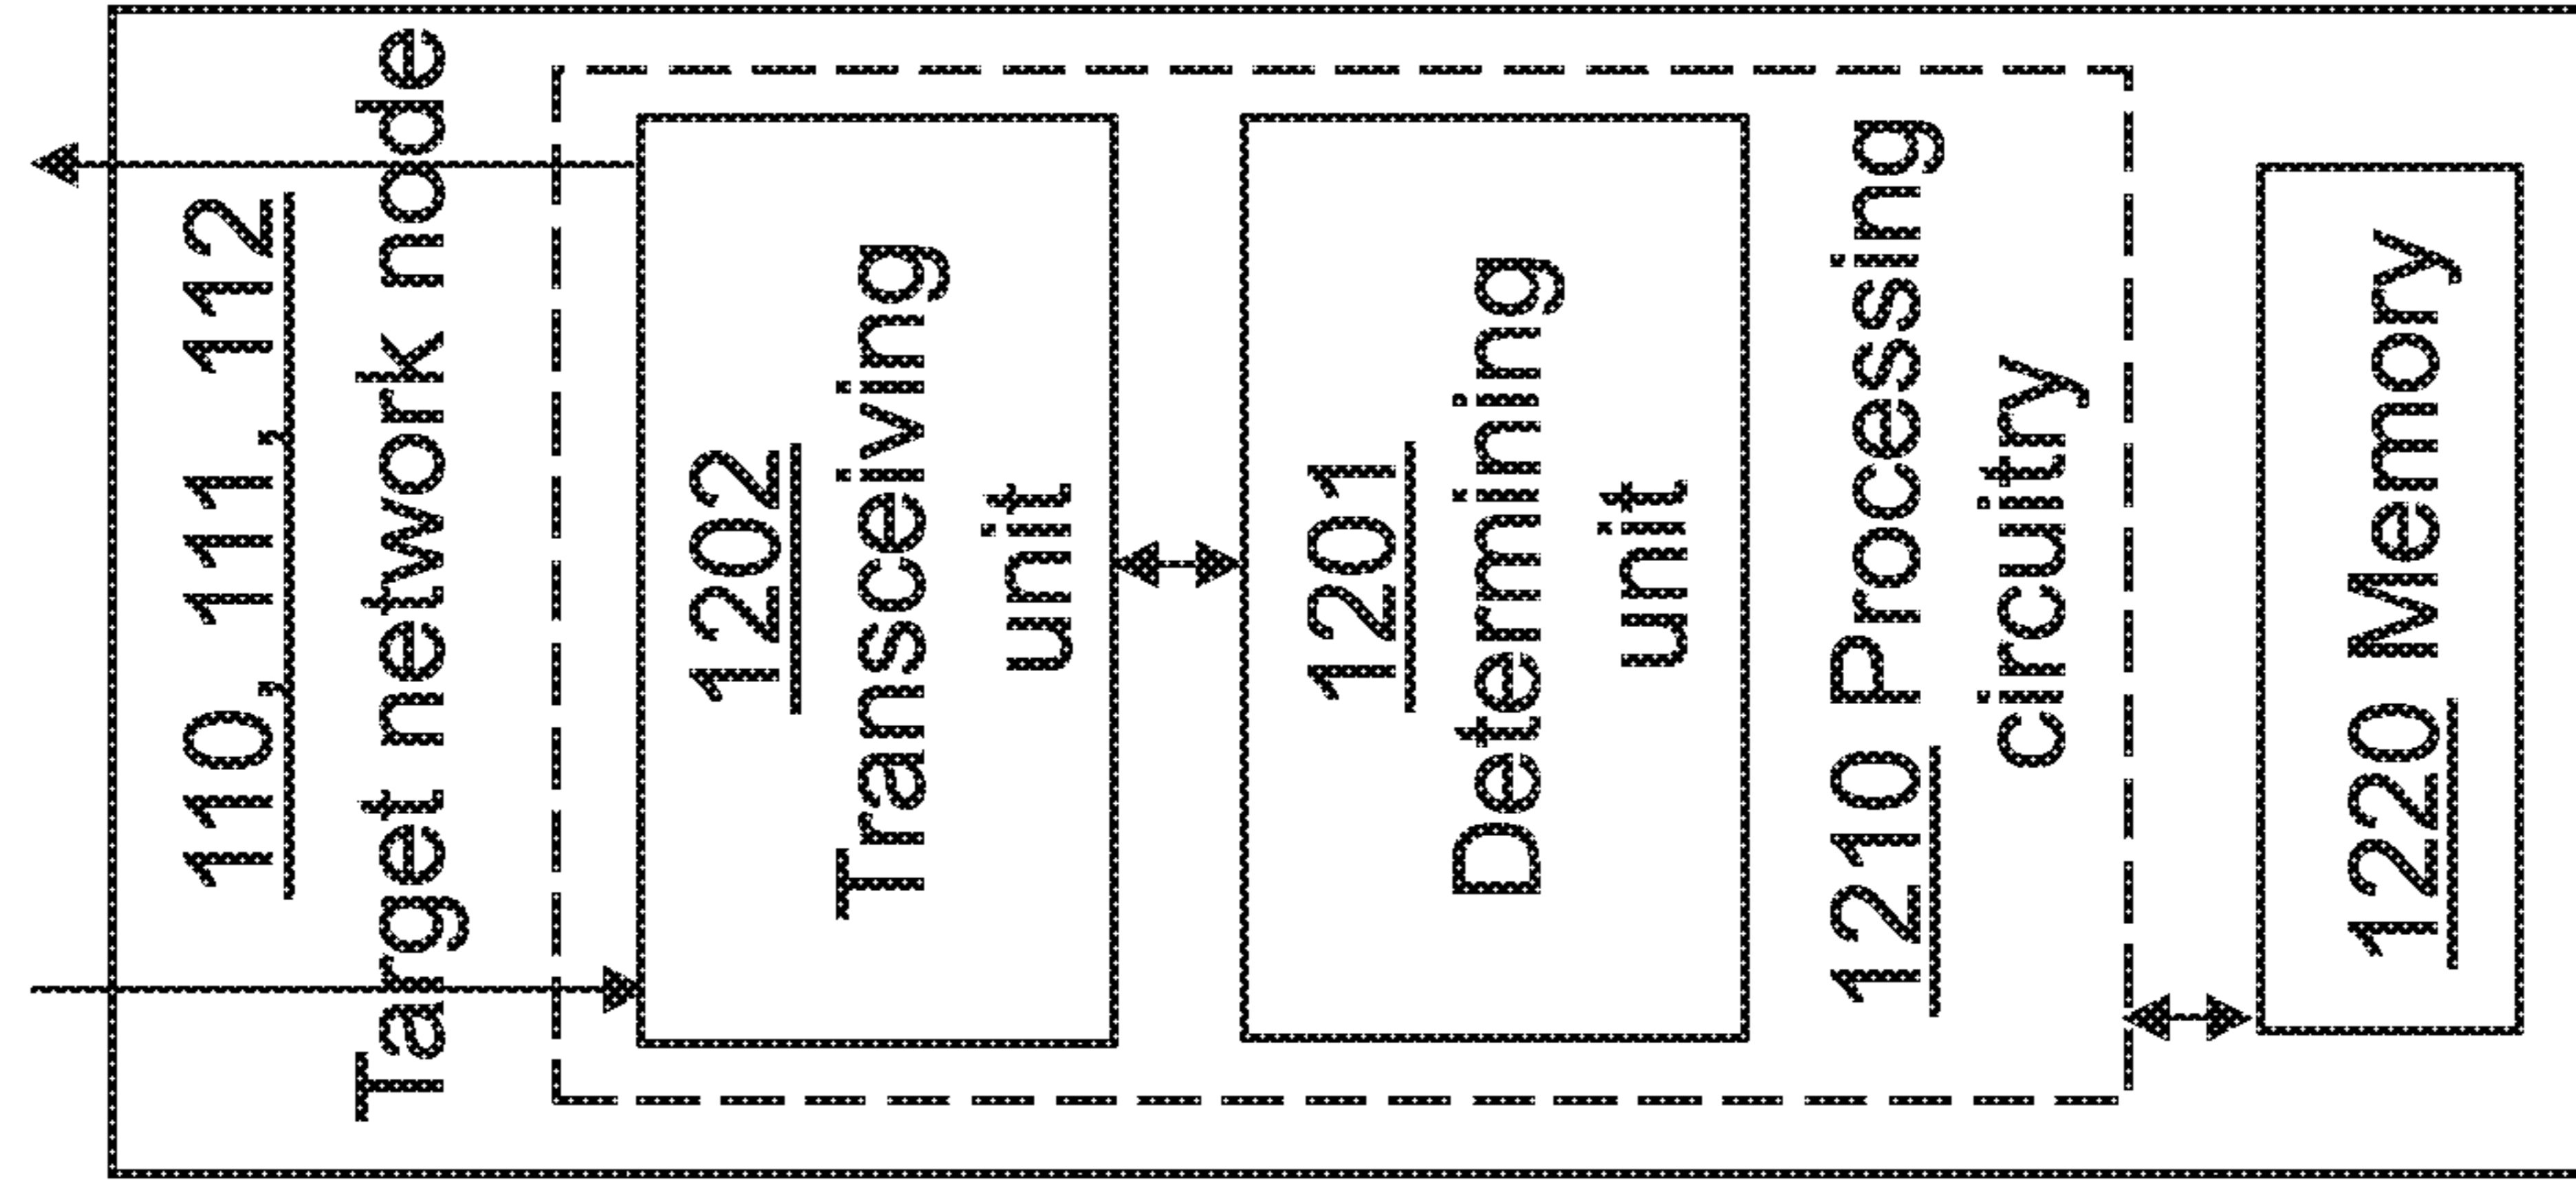 110, 111, 112
Target network node
1202
Transceiving
unit
1201
Determining
unit
1210 Processing
circuitry
1220 Memory